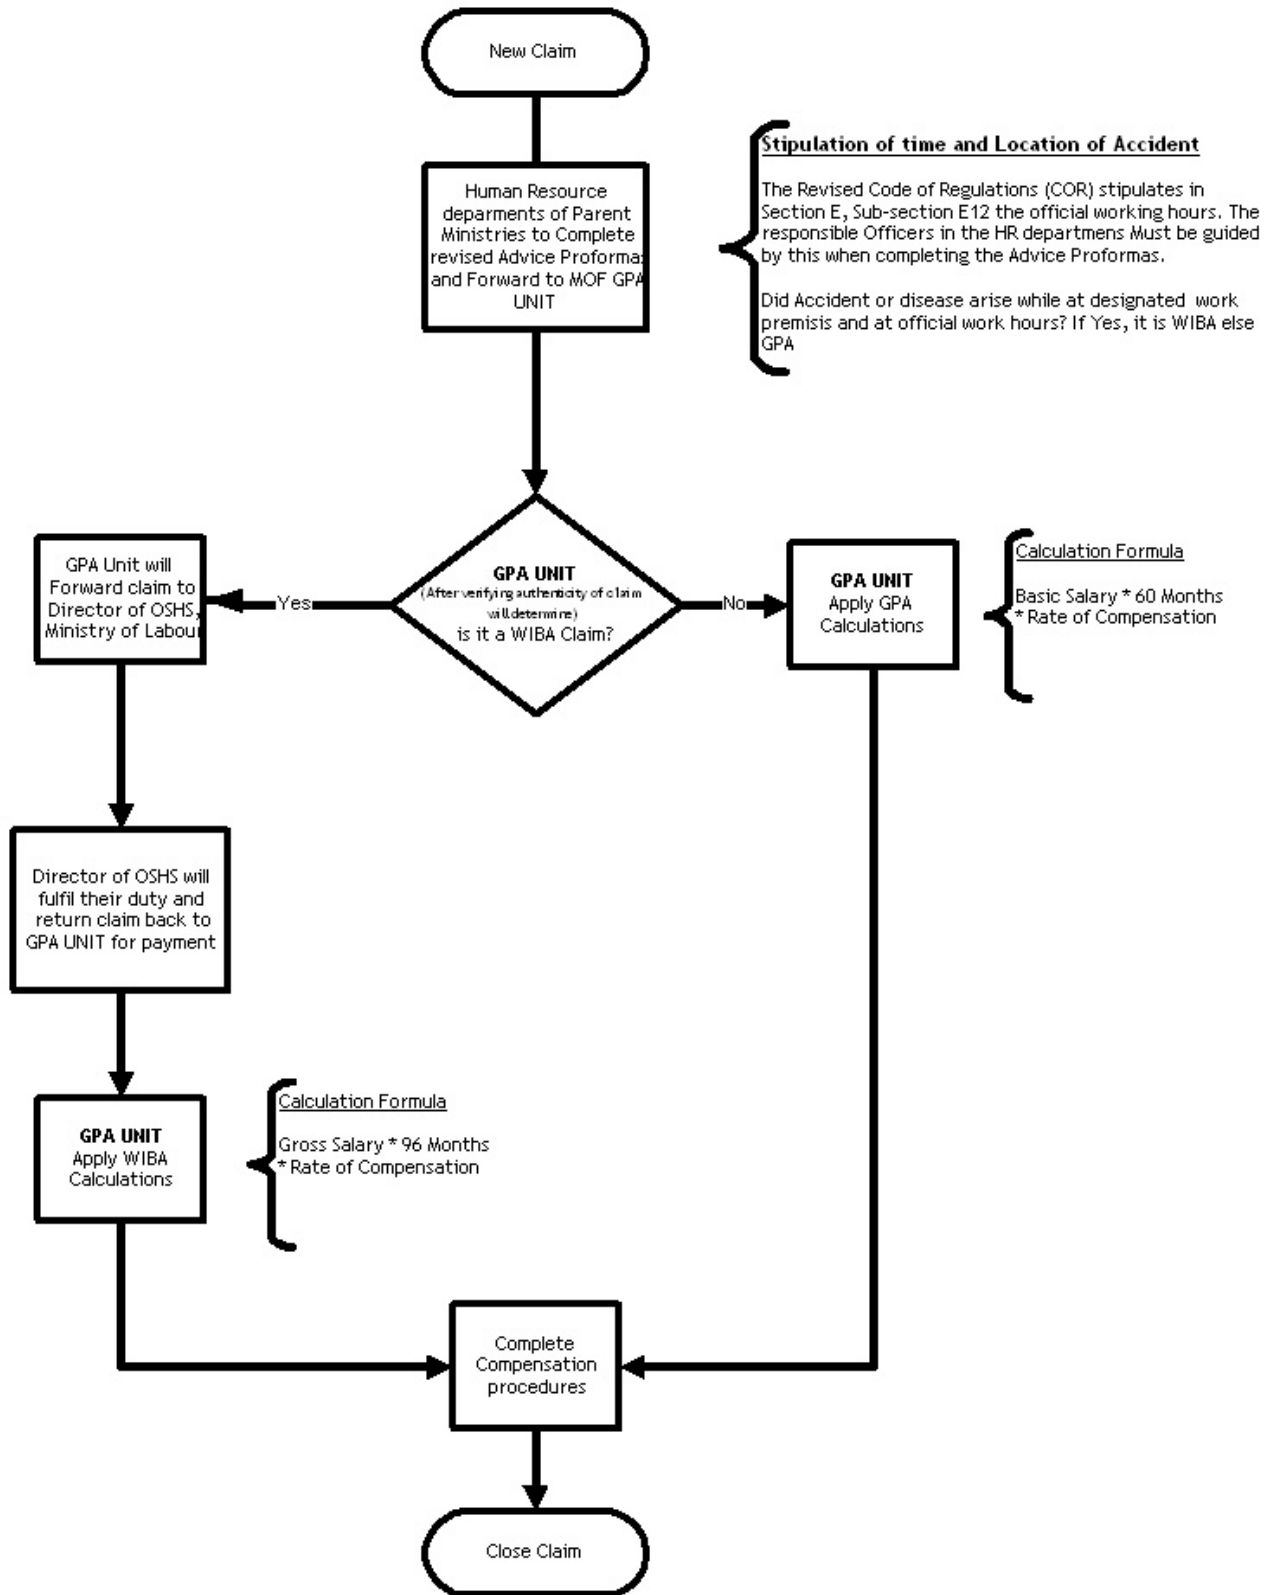 New Claim
Human Resource
deparments of Parent
Ministries to Complete
revised Advice Proformas
and Forward to MOF GPA
UNIT
Stipulation of time and Location of Accident
The Revised Code of Regulations (COR) stipulates in
Section E, Sub-section E12 the official working hours. The
responsible Officers in the HR departmens Must be guided
by this when completing the Advice Proformas.
Did Accident or disease arise while at designated work
premisis and at official work hours? If Yes, it is WIBA else
GPA
GPA Unit will
Forward claim to
Director of OSHS,
Ministry of Labour
Yes
GPA UNIT
(After verifying authenticity of claim
will determine)
is it a WIBA Claim?
No
GPA UNIT
Apply GPA
Calculations
Calculation Formula
Basic Salary * 60 Months
* Rate of Compensation
Director of OSHS will
fulfil their duty and
return claim back to
GPA UNIT for payment
GPA UNIT
Apply WIBA
Calculations
Calculation Formula
Gross Salary * 96 Months
* Rate of Compensation
Complete
Compensation
procedures
Close Claim